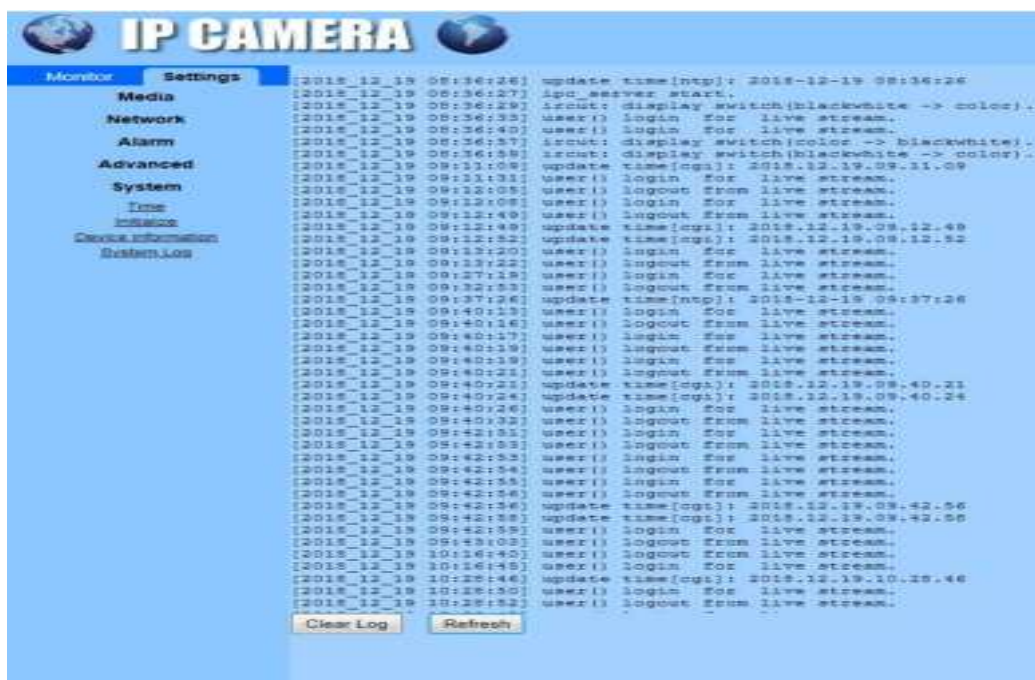 IP CAMERA
Monitor Settings
Media
Network
Alarm
Advanced
System
Time
Initialize
Device information
System Log
[2018_12_19 08:36:26] update time[ntp]: 2018-12-19 08:36:26
[2018_12_19 08:36:27] ipc_server start.
[2018_12_19 08:36:29] ircut: display switch(blackwhite -> color).
[2018_12_19 08:36:33] user() login for live stream.
[2018_12_19 08:36:40] user() login for live stream.
[2018_12_19 08:36:57] ircut: display switch(color -> blackwhite).
[2018_12_19 08:36:58] ircut: display switch(blackwhite -> color).
[2018_12_19 09:11:09] update time[cgi]: 2018.12.19.09.11.09
[2018_12_19 09:11:31] user() login for live stream.
[2018_12_19 09:12:05] user() logout from live stream.
[2018_12_19 09:12:08] user() login for live stream.
[2018_12_19 09:12:49] user() logout from live stream.
[2018_12_19 09:12:49] update time[cgi]: 2018.12.19.09.12.49
[2018_12_19 09:12:52] update time[cgi]: 2018.12.19.09.12.52
[2018_12_19 09:13:20] user() login for live stream.
[2018_12_19 09:13:22] user() logout from live stream.
[2018_12_19 09:27:19] user() login for live stream.
[2018_12_19 09:32:53] user() logout from live stream.
[2018_12_19 09:37:26] update time[ntp]: 2018-12-19 09:37:26
[2018_12_19 09:40:13] user() login for live stream.
[2018_12_19 09:40:16] user() logout from live stream.
[2018_12_19 09:40:17] user() login for live stream.
[2018_12_19 09:40:19] user() logout from live stream.
[2018_12_19 09:40:19] user() login for live stream.
[2018_12_19 09:40:21] user() logout from live stream.
[2018_12_19 09:40:21] update time[cgi]: 2018.12.19.09.40.21
[2018_12_19 09:40:24] update time[cgi]: 2018.12.19.09.40.24
[2018_12_19 09:40:26] user() login for live stream.
[2018_12_19 09:40:32] user() logout from live stream.
[2018_12_19 09:42:51] user() login for live stream.
[2018_12_19 09:42:53] user() logout from live stream.
[2018_12_19 09:42:53] user() login for live stream.
[2018_12_19 09:42:54] user() logout from live stream.
[2018_12_19 09:42:55] user() login for live stream.
[2018_12_19 09:42:56] user() logout from live stream.
[2018_12_19 09:42:56] update time[cgi]: 2018.12.19.09.42.56
[2018_12_19 09:42:58] update time[cgi]: 2018.12.19.09.42.58
[2018_12_19 09:42:59] user() login for live stream.
[2018_12_19 09:43:03] user() logout from live stream.
[2018_12_19 10:16:40] user() logout from live stream.
[2018_12_19 10:16:45] user() login for live stream.
[2018_12_19 10:28:46] update time[cgi]: 2018.12.19.10.28.46
[2018_12_19 10:28:50] user() login for live stream.
[2018_12_19 10:28:52] user() logout from live stream.
Clear Log Refresh